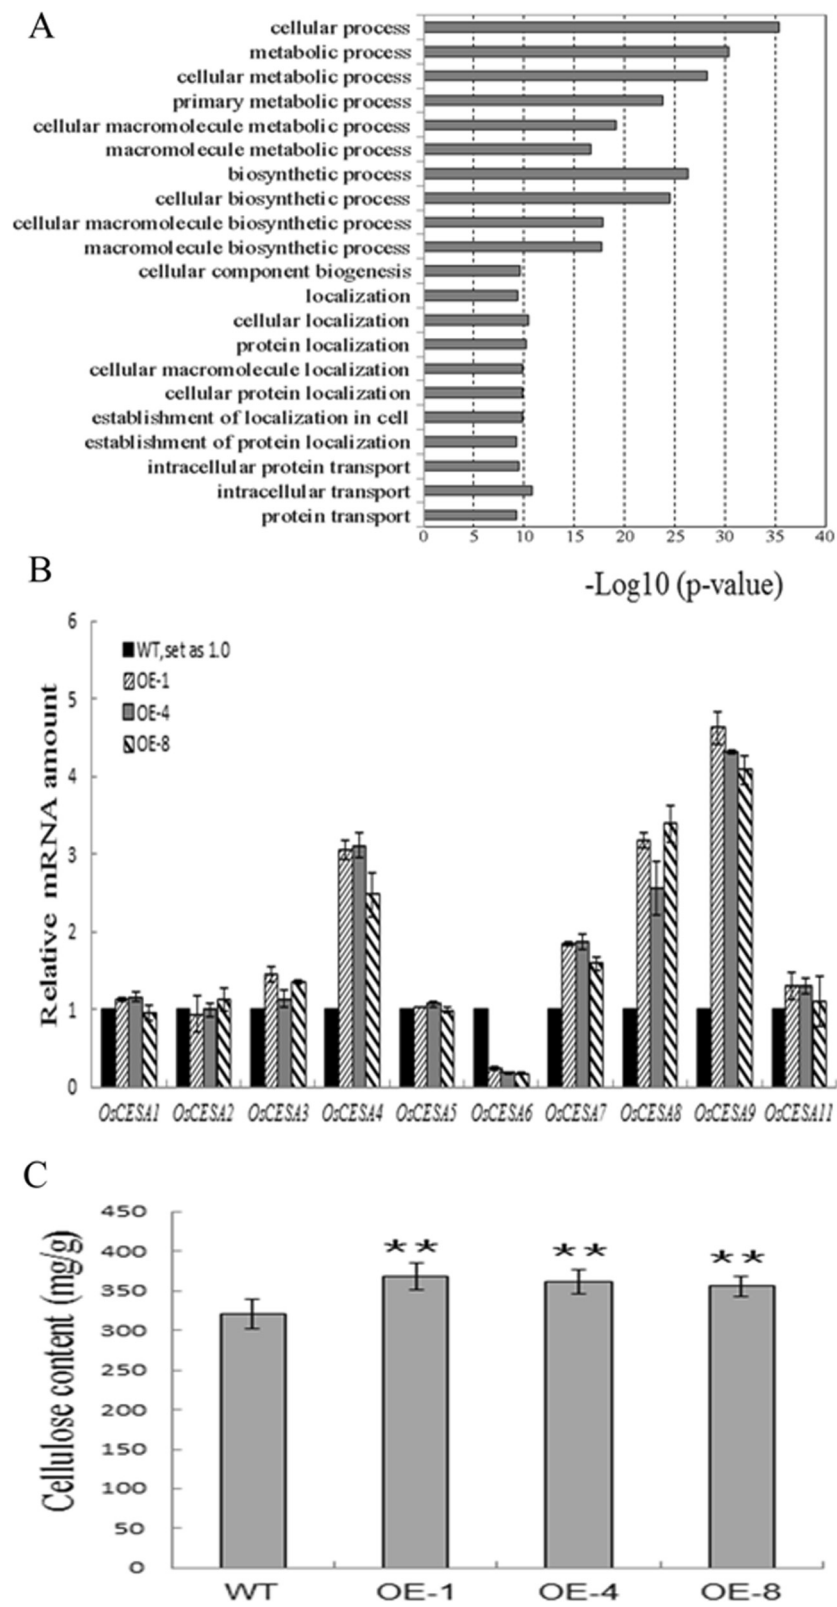 A
cellular process
metabolic process
cellular metabolic process
primary metabolic process
cellular macromolecule metabolic process
macromolecule metabolic process
biosynthetic process
cellular biosynthetic process
cellular macromolecule biosynthetic process
macromolecule biosynthetic process
cellular component biogenesis
localization
cellular localization
protein localization
cellular macromolecule localization
cellular protein localization
establishment of localization in cell
establishment of protein localization
intracellular protein transport
intracellular transport
protein transport
0 5 10 15 20 25 30 35 40
-Log10 (p-value)
B
Relative mRNA amount
6
5
4
3
2
1
0
WT,set as 1.0
OE-1
OE-4
OE-8
OsCESA1 OsCESA2 OsCESA3 OsCESA4 OsCESA5 OsCESA6 OsCESA7 OsCESA8 OsCESA9 OsCESA11
C
Cellulose content (mg/g)
450
400
350
300
250
200
150
100
50
0
** ** **
WT OE-1 OE-4 OE-8